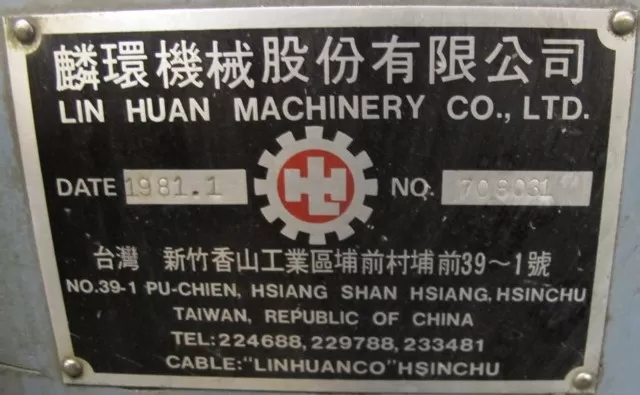 麟環機械股份有限公司
LIN HUAN MACHINERY CO., LTD.
DATE 1981.1 NO.
台灣 新竹香山工業區埔前村埔前39～1號
NO.39-1 PU-CHIEN, HSIANG SHAN HSIANG, HSINCHU
TAIWAN, REPUBLIC OF CHINA
TEL:224688, 229788, 233481
CABLE:"LINHUANCO" HSINCHU